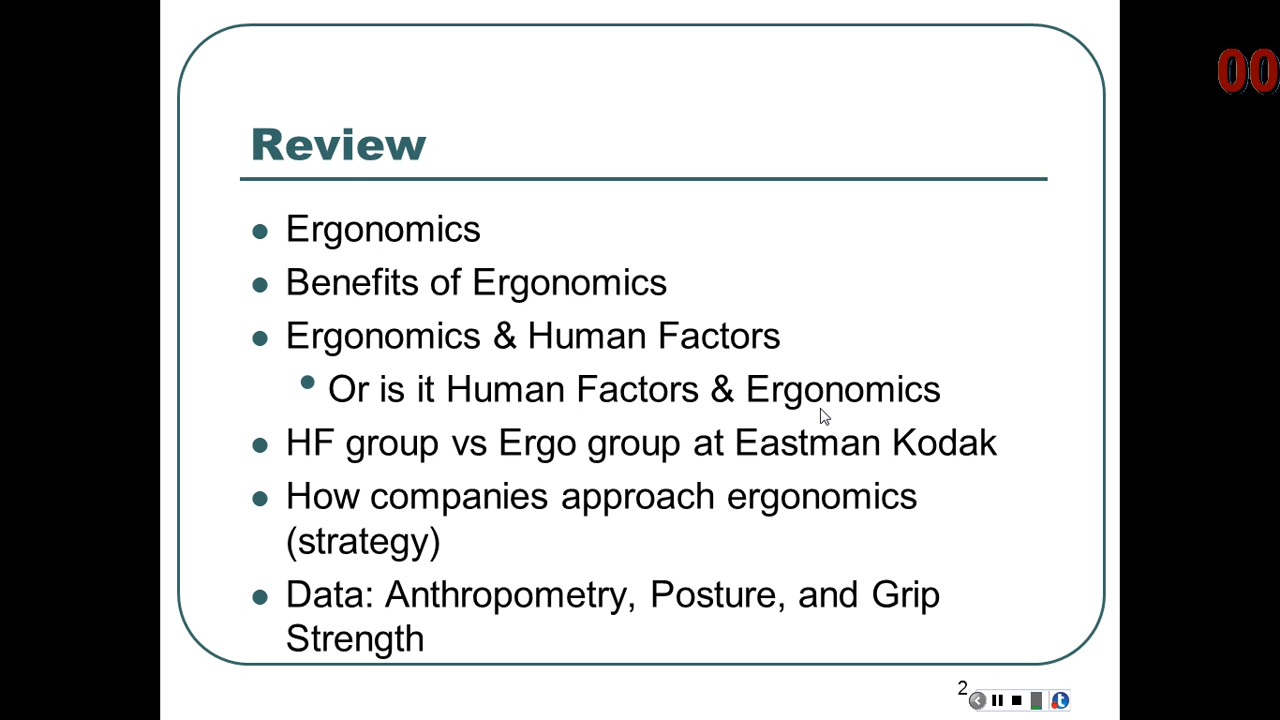 00
Review
Ergonomics
Benefits of Ergonomics
Ergonomics & Human Factors
Or is it Human Factors & Ergonomics
HF group vs Ergo group at Eastman Kodak
How companies approach ergonomics
(strategy)
Data: Anthropometry, Posture, and Grip
Strength
2
t